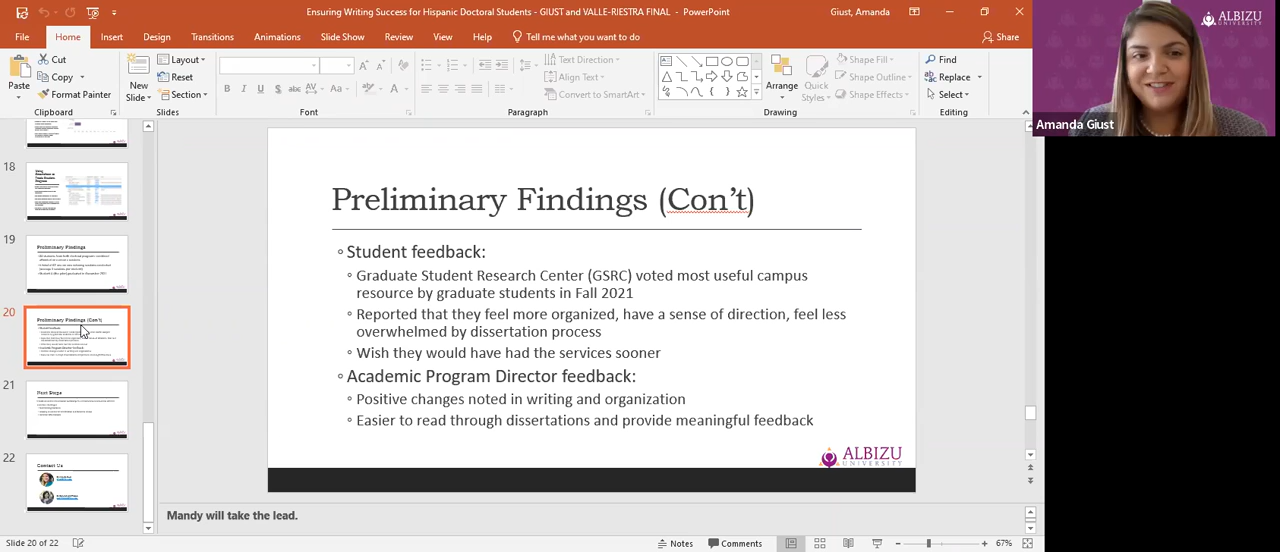 Ensuring Writing Success for Hispanic Doctoral Students - GIUST and VALLE-RIESTRA FINAL - PowerPoint
Giust, Amanda
File
Home
Insert
Design
Transitions
Animations
Slide Show
Review
View
Help
Tell me what you want to do
Share
Paste
Cut
Copy
Format Painter
Clipboard
New
Slide
Layout
Reset
Section
Slides
Font
Text Direction
Align Text
Convert to SmartArt
Paragraph
Arrange
Quick
Styles
Shape Fill
Shape Outline
Shape Effects
Drawing
Find
Replace
Select
Editing
ALBIZU
UNIVERSITY
Amanda Giust
18
19
Preliminary Findings
20
Preliminary Findings (Con't)
21
Next Steps
22
Contact Us
Preliminary Findings (Con't)
Student feedback:
Graduate Student Research Center (GSRC) voted most useful campus
resource by graduate students in Fall 2021
Reported that they feel more organized, have a sense of direction, feel less
overwhelmed by dissertation process
Wish they would have had the services sooner
Academic Program Director feedback:
Positive changes noted in writing and organization
Easier to read through dissertations and provide meaningful feedback
ALBIZU
UNIVERSITY
Mandy will take the lead.
Slide 20 of 22
Notes
Comments
67%